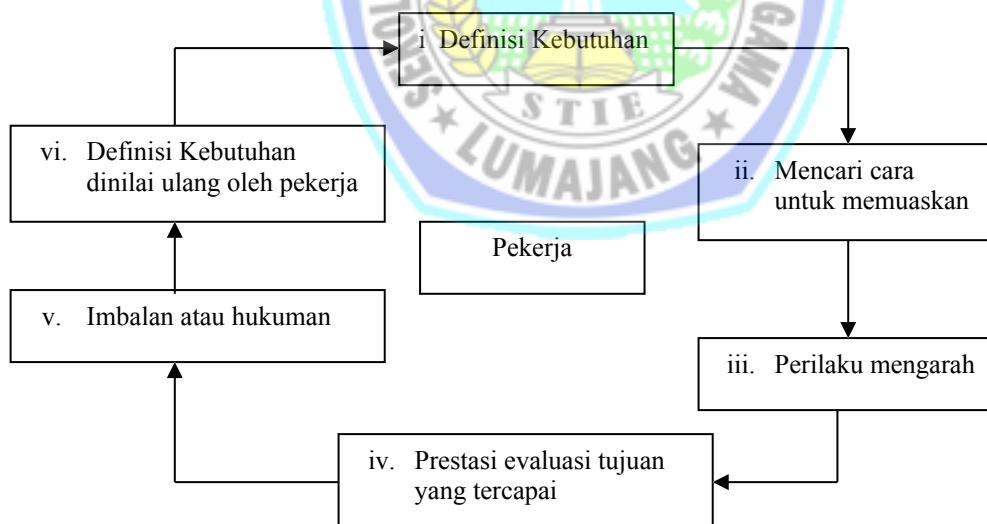 i Definisi Kebutuhan
ii. Mencari cara
untuk memuaskan
iii. Perilaku mengarah
iv. Prestasi evaluasi tujuan
yang tercapai
v. Imbalan atau hukuman
vi. Definisi Kebutuhan
dinilai ulang oleh pekerja
Pekerja
STIE
LUMAJANG